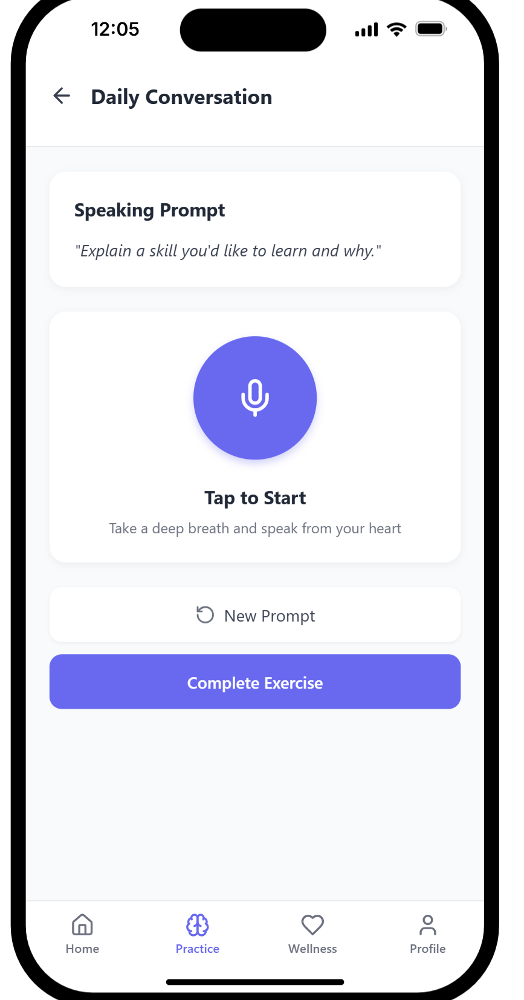 12:05
Daily Conversation
Speaking Prompt
"Explain a skill you'd like to learn and why."
Tap to Start
Take a deep breath and speak from your heart
New Prompt
Complete Exercise
Home
Practice
Wellness
Profile